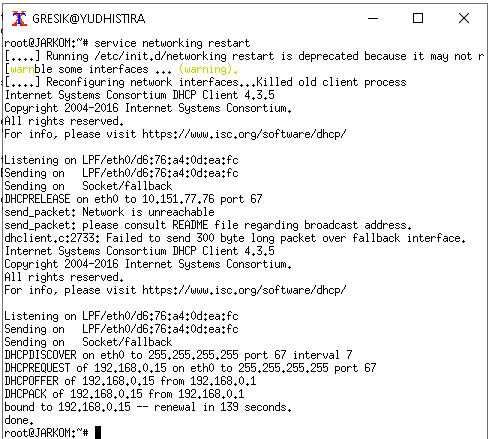 GRESIK@YUDHISTIRA
root@JARKOM:~# service networking restart
[....] Running /etc/init.d/networking restart is deprecated because it may not r
[warnble some interfaces ... (warning).
[....] Reconfiguring network interfaces...Killed old client process
Internet Systems Consortium DHCP Client 4.3.5
Copyright 2004-2016 Internet Systems Consortium.
All rights reserved.
For info, please visit https://www.isc.org/software/dhcp/
Listening on LPF/eth0/d6:76:a4:0d:ea:fc
Sending on   LPF/eth0/d6:76:a4:0d:ea:fc
Sending on   Socket/fallback
DHCPRELEASE on eth0 to 10.151.77.76 port 67
send_packet: Network is unreachable
send_packet: please consult README file regarding broadcast address.
dhclient.c:2733: Failed to send 300 byte long packet over fallback interface.
Internet Systems Consortium DHCP Client 4.3.5
Copyright 2004-2016 Internet Systems Consortium.
All rights reserved.
For info, please visit https://www.isc.org/software/dhcp/
Listening on LPF/eth0/d6:76:a4:0d:ea:fc
Sending on   LPF/eth0/d6:76:a4:0d:ea:fc
Sending on   Socket/fallback
DHCPDISCOVER on eth0 to 255.255.255.255 port 67 interval 7
DHCPREQUEST of 192.168.0.15 on eth0 to 255.255.255.255 port 67
DHCPOFFER of 192.168.0.15 from 192.168.0.1
DHCPACK of 192.168.0.15 from 192.168.0.1
bound to 192.168.0.15 -- renewal in 139 seconds.
done.
root@JARKOM:~#